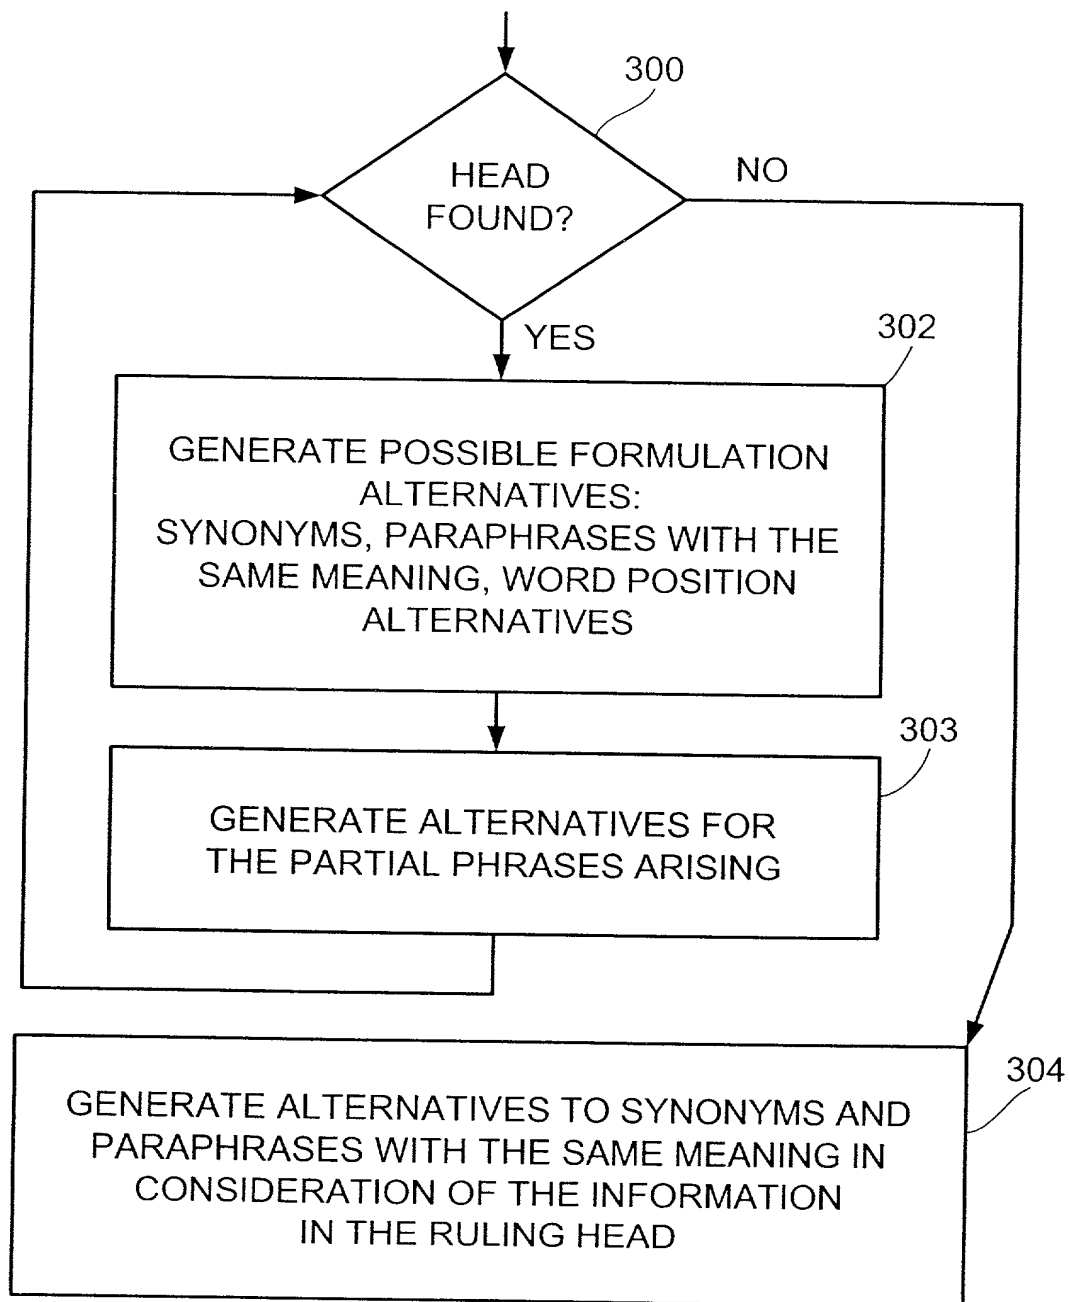 300
HEAD
FOUND?
NO
YES
302
GENERATE POSSIBLE FORMULATION
ALTERNATIVES:
SYNONYMS, PARAPHRASES WITH THE
SAME MEANING, WORD POSITION
ALTERNATIVES
303
GENERATE ALTERNATIVES FOR
THE PARTIAL PHRASES ARISING
304
GENERATE ALTERNATIVES TO SYNONYMS AND
PARAPHRASES WITH THE SAME MEANING IN
CONSIDERATION OF THE INFORMATION
IN THE RULING HEAD